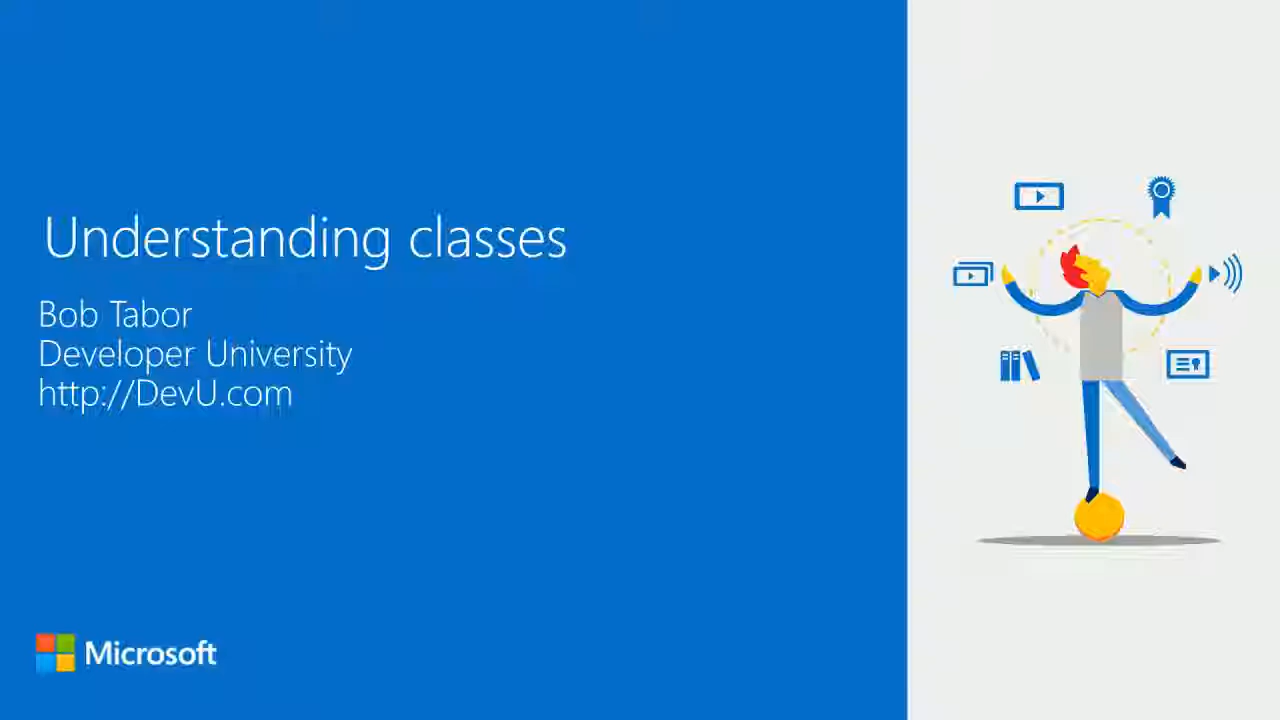 Understanding classes
Bob Tabor
Developer University
http://DevU.com
Microsoft